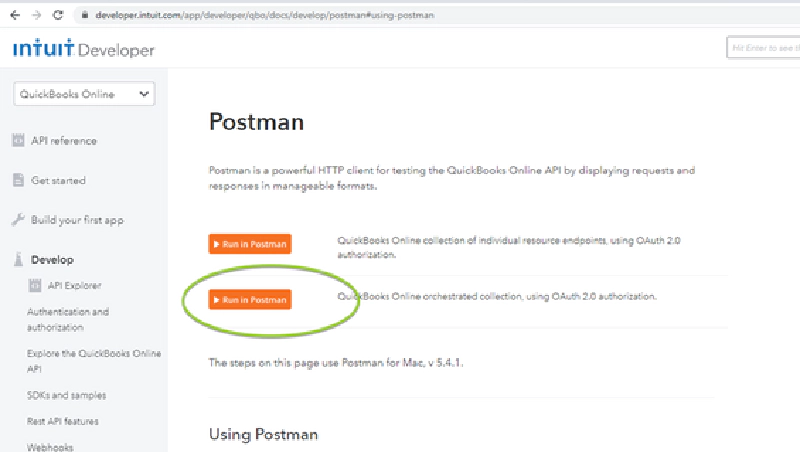 developer.intuit.com/app/developer/qbo/docs/develop/postman#using-postman
INTUIT Developer
Hit Enter to see th
QuickBooks Online
API reference
Get started
Build your first app
Develop
API Explorer
Authentication and
authorization
Explore the QuickBooks Online
API
SDKs and samples
Rest API features
Webhooks
Postman
Postman is a powerful HTTP client for testing the QuickBooks Online API by displaying requests and
responses in manageable formats.
Run in Postman
QuickBooks Online collection of individual resource endpoints, using OAuth 2.0
authorization.
Run in Postman
QuickBooks Online orchestrated collection, using OAuth 2.0 authorization.
The steps on this page use Postman for Mac, v 5.4.1.
Using Postman